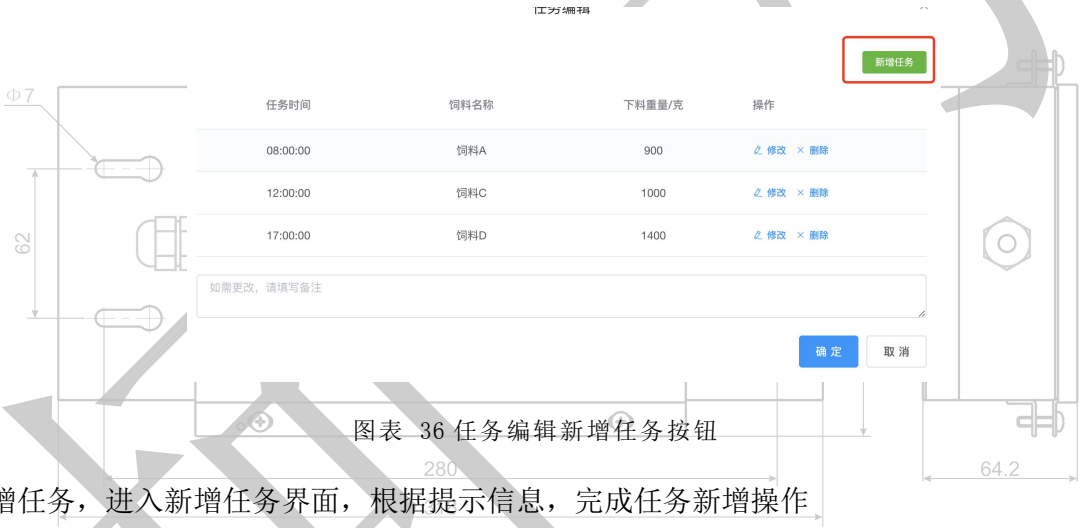 任务编辑
新增任务
Φ7
任务时间 饲料名称 下料重量/克 操作
08:00:00 饲料A 900 修改 × 删除
12:00:00 饲料C 1000 修改 × 删除
62
17:00:00 饲料D 1400 修改 × 删除
如需更改，请填写备注
确 定 取 消
图表 36 任务编辑新增任务按钮
280 64.2
增任务，进入新增任务界面，根据提示信息，完成任务新增操作